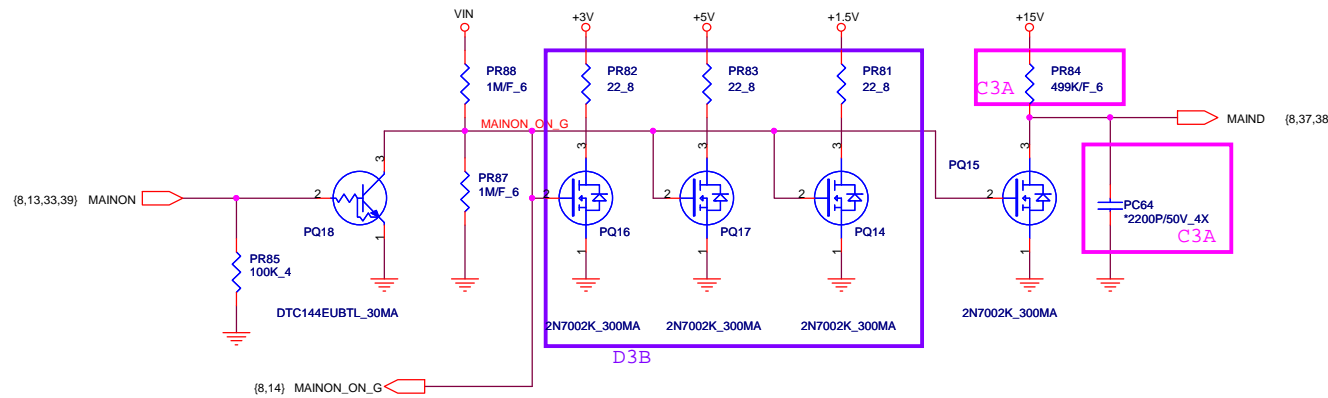 VIN
+3V
+5V
+1.5V
+15V
PR88
1M/F_6
PR82
22_8
PR83
22_8
PR81
22_8
PR84
499K/F_6
C3A
MAINON_ON_G
MAIND
{8,37,38
3
3
3
3
3
PR87
1M/F_6
PQ15
{8,13,33,39} MAINON
2
2
2
2
2
PQ18
PQ16
PQ17
PQ14
PC64
*2200P/50V_4X
C3A
1
1
1
1
1
PR85
100K_4
DTC144EUBTL_30MA
2N7002K_300MA
2N7002K_300MA
2N7002K_300MA
2N7002K_300MA
D3B
{8,14} MAINON_ON_G